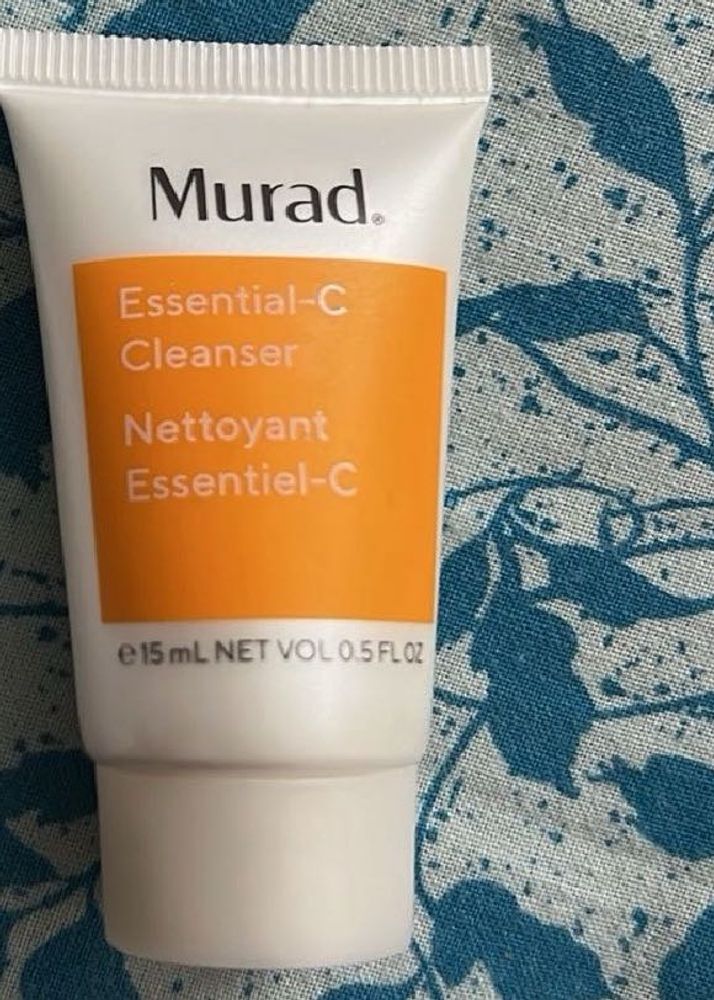 Murad®
Essential-C
Cleanser
Nettoyant
Essentiel-C
℮15 mL NET VOL 0.5 FL OZ